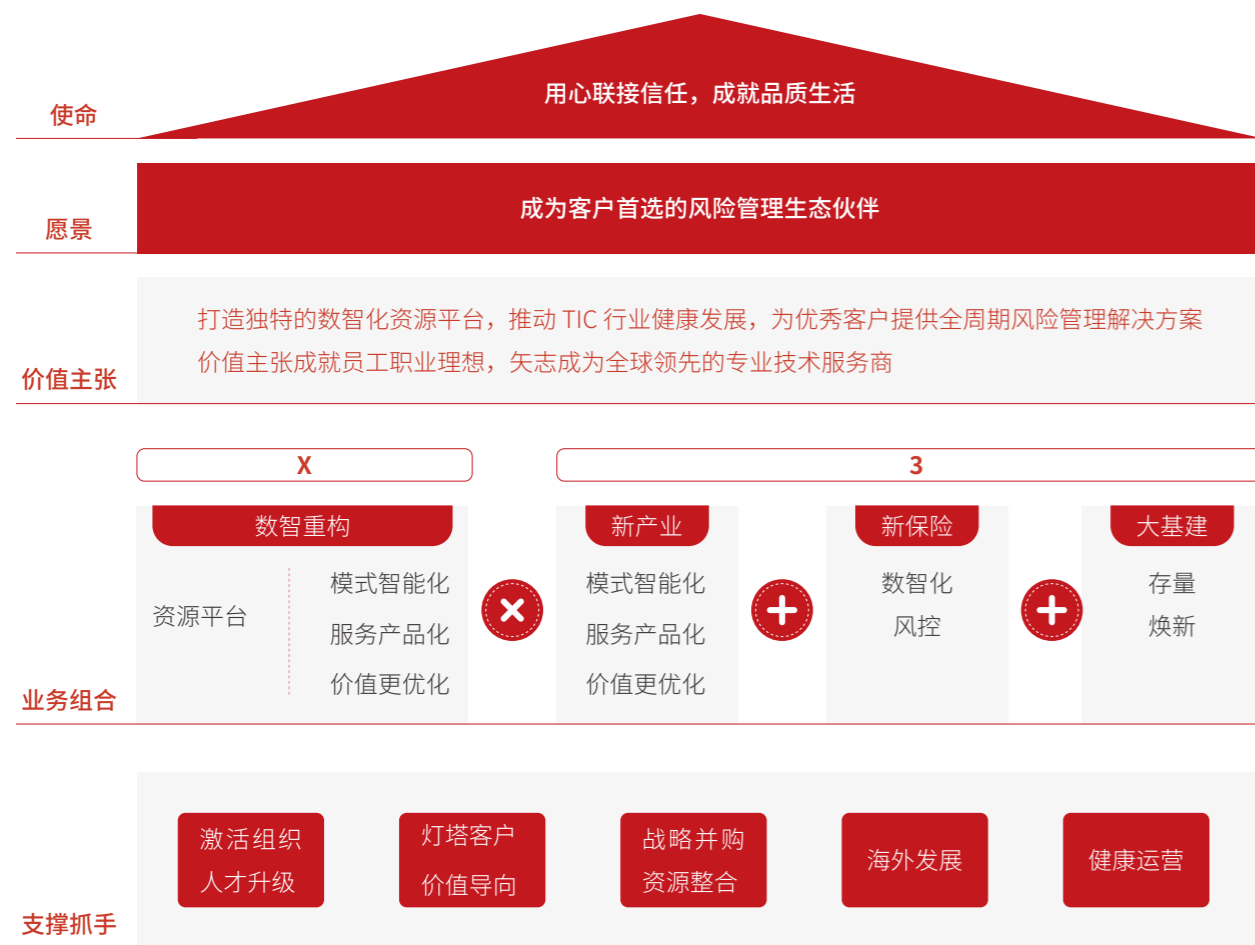 用心联接信任，成就品质生活
使命
成为客户首选的风险管理生态伙伴
愿景
打造独特的数智化资源平台，推动 TIC 行业健康发展，为优秀客户提供全周期风险管理解决方案
价值主张成就员工职业理想，矢志成为全球领先的专业技术服务商
价值主张
X
3
数智重构
资源平台
模式智能化
服务产品化
价值更优化
新产业
模式智能化
服务产品化
价值更优化
新保险
数智化
风控
大基建
存量
焕新
业务组合
激活组织
人才升级
灯塔客户
价值导向
战略并购
资源整合
海外发展
健康运营
支撑抓手